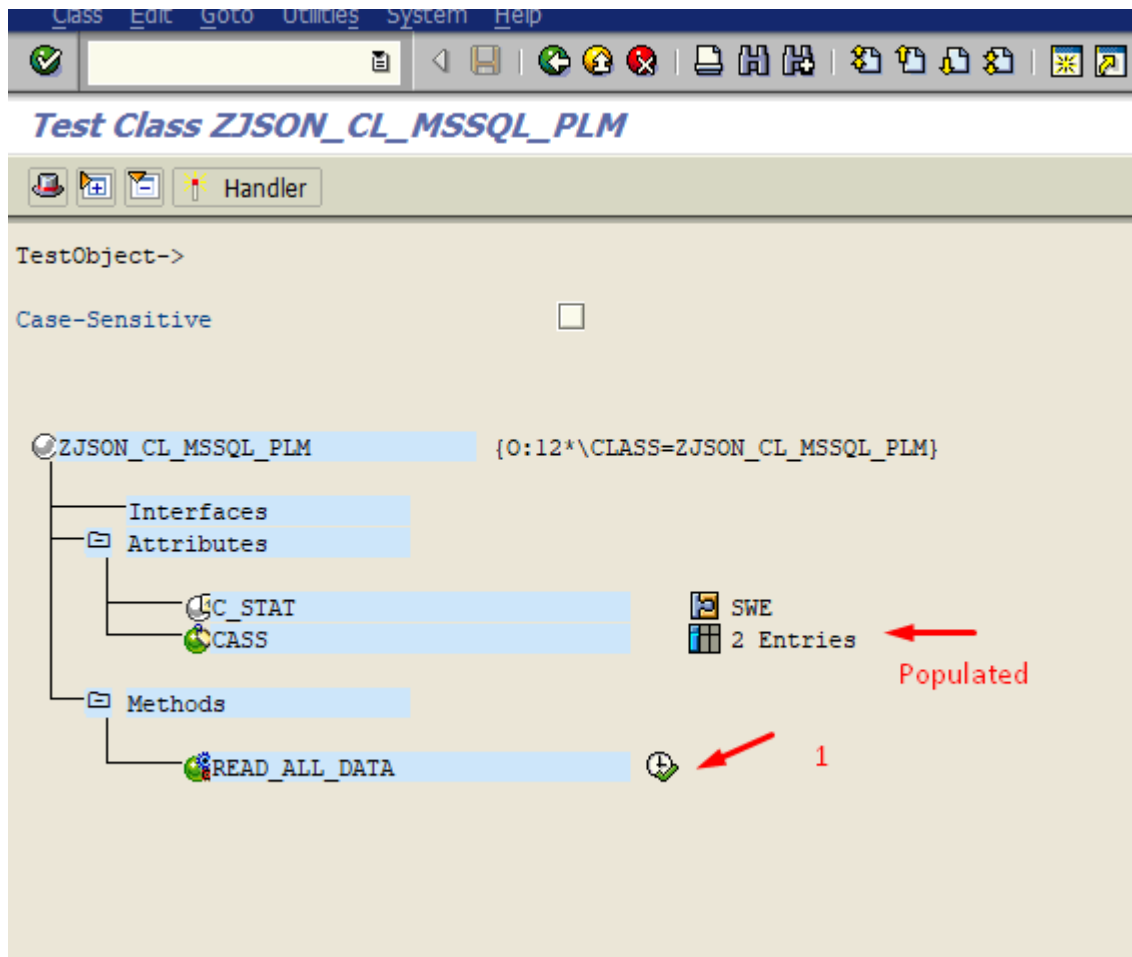 Class Edit Goto Utilities System Help
Test Class ZJSON_CL_MSSQL_PLM
Handler
TestObject->
Case-Sensitive
ZJSON_CL_MSSQL_PLM {O:12*\CLASS=ZJSON_CL_MSSQL_PLM}
Interfaces
Attributes
C_STAT SWE
CASS 2 Entries
Populated
Methods
READ_ALL_DATA 1